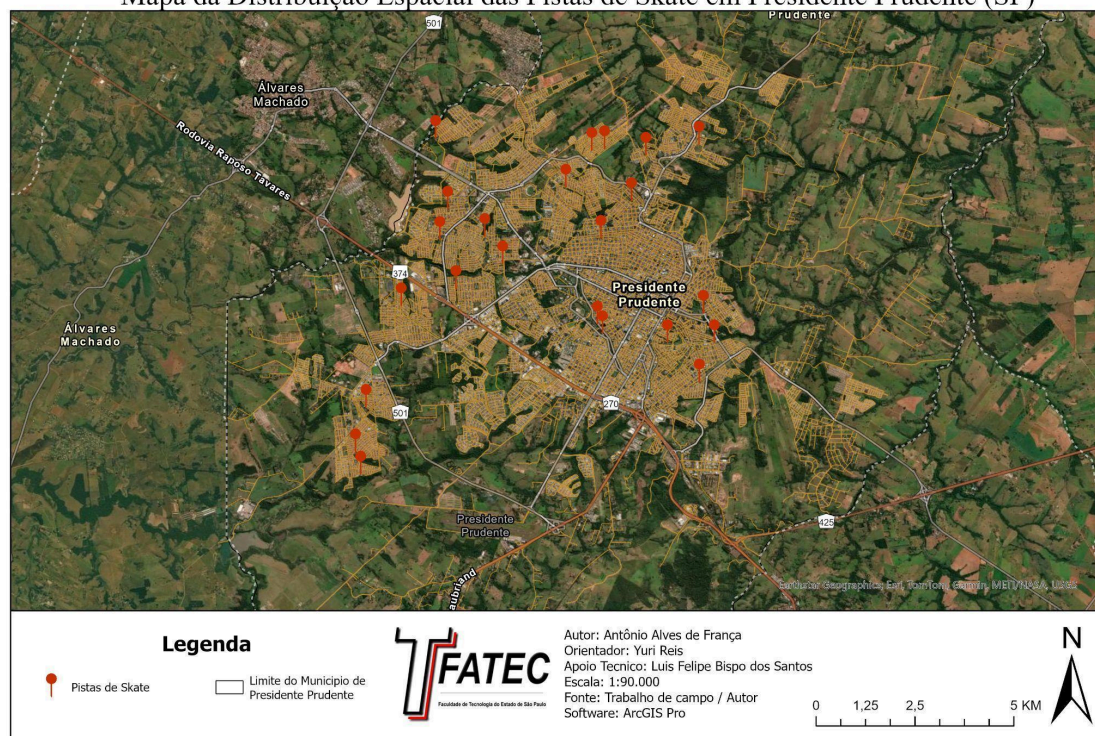 Mapa da Distribuição Espacial das Pistas de Skate em Presidente Prudente (SP)
Prudente
501
Álvares
Machado
Rodovia Raposo Tavares
374
Presidente
Prudente
Álvares
Machado
501
270
Presidente
Prudente
425
Earthstar Geographics, Esri, TomTom, Garmin, METI/NASA, USGS
Legenda
Pistas de Skate
Limite do Municipio de
Presidente Prudente
FATEC
Faculdade de Tecnologia do Estado de São Paulo
Autor: Antônio Alves de França
Orientador: Yuri Reis
Apoio Tecnico: Luis Felipe Bispo dos Santos
Escala: 1:90.000
Fonte: Trabalho de campo / Autor
Software: ArcGIS Pro
0 1,25 2,5 5 KM
N